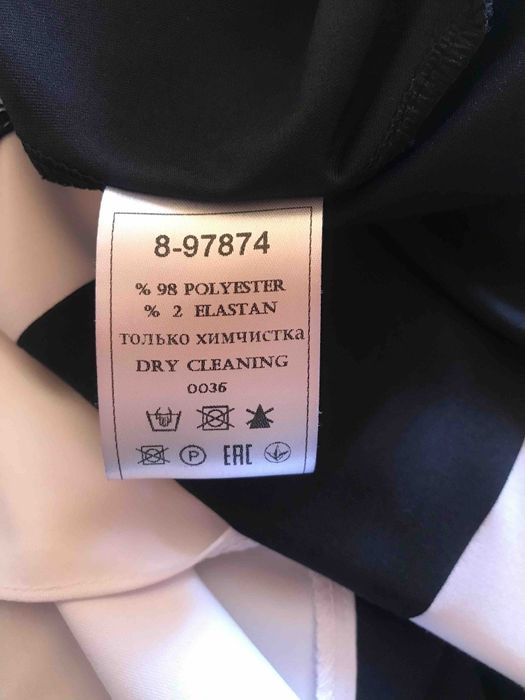 8-97874
% 98 POLYESTER
% 2 ELASTAN
ТОЛЬКО ХИМЧИСТКА
DRY CLEANING
0036
P EAC